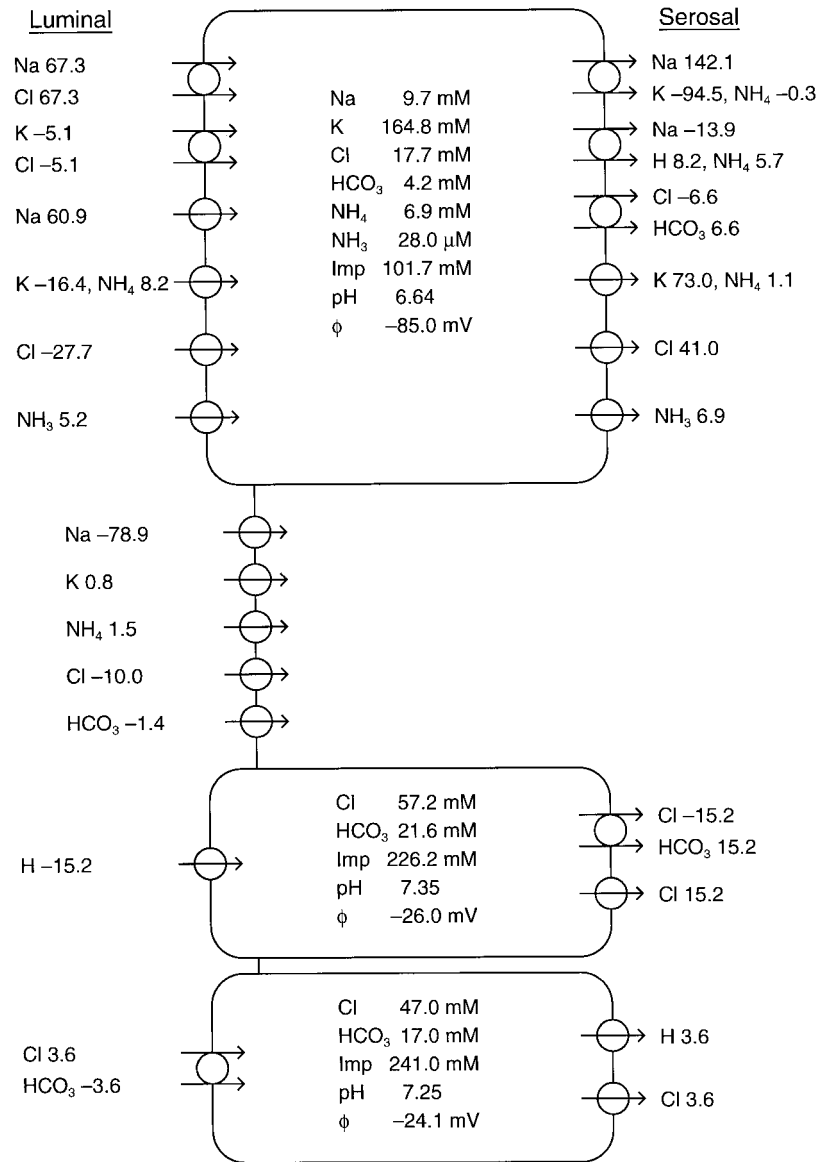 Luminal
Serosal
Na 67.3
Cl 67.3
K –5.1
Cl –5.1
Na 60.9
K –16.4, NH₄ 8.2
Cl –27.7
NH₃ 5.2
Na 9.7 mM
K 164.8 mM
Cl 17.7 mM
HCO₃ 4.2 mM
NH₄ 6.9 mM
NH₃ 28.0 μM
Imp 101.7 mM
pH 6.64
ϕ –85.0 mV
Na 142.1
K –94.5, NH₄ –0.3
Na –13.9
H 8.2, NH₄ 5.7
Cl –6.6
HCO₃ 6.6
K 73.0, NH₄ 1.1
Cl 41.0
NH₃ 6.9
Na –78.9
K 0.8
NH₄ 1.5
Cl –10.0
HCO₃ –1.4
H –15.2
Cl 57.2 mM
HCO₃ 21.6 mM
Imp 226.2 mM
pH 7.35
ϕ –26.0 mV
Cl –15.2
HCO₃ 15.2
Cl 15.2
Cl 3.6
HCO₃ –3.6
Cl 47.0 mM
HCO₃ 17.0 mM
Imp 241.0 mM
pH 7.25
ϕ –24.1 mV
H 3.6
Cl 3.6